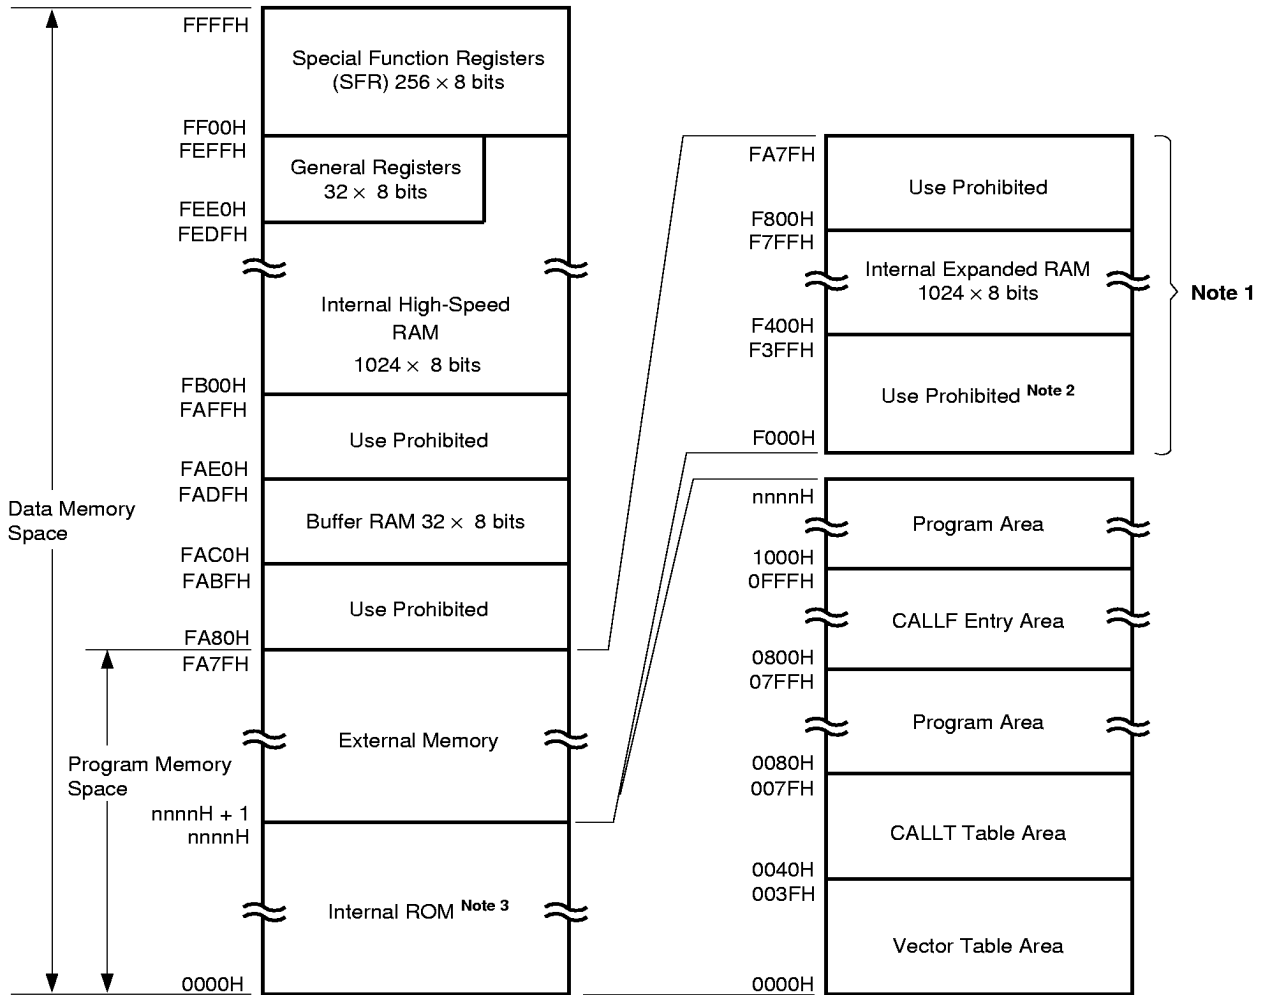 FFFFH
Special Function Registers
(SFR) 256 × 8 bits
FF00H
FEFFH
General Registers
32 × 8 bits
FEE0H
FEDFH
Internal High-Speed
RAM
1024 × 8 bits
FB00H
FAFFH
Use Prohibited
FAE0H
FADFH
Buffer RAM 32 × 8 bits
FAC0H
FABFH
Use Prohibited
FA80H
FA7FH
External Memory
nnnnH + 1
nnnnH
Internal ROM Note 3
0000H
Data Memory
Space
Program Memory
Space
FA7FH
Use Prohibited
F800H
F7FFH
Internal Expanded RAM
1024 × 8 bits
F400H
F3FFH
Use Prohibited Note 2
F000H
Note 1
nnnnH
Program Area
1000H
0FFFH
CALLF Entry Area
0800H
07FFH
Program Area
0080H
007FH
CALLT Table Area
0040H
003FH
Vector Table Area
0000H